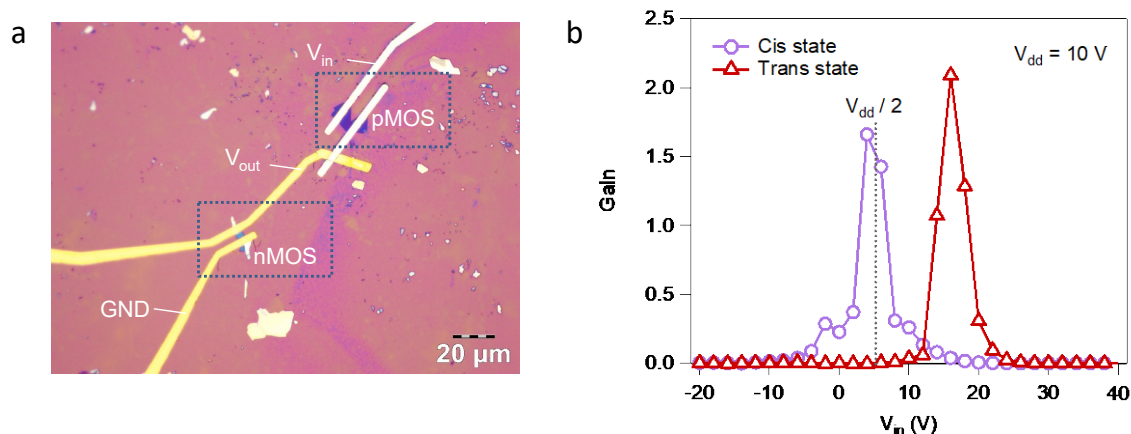 a
V_in
pMOS
V_out
nMOS
GND
20 µm
b
2.5
2.0
1.5
1.0
0.5
0.0
Gain
Cis state
Trans state
V_dd = 10 V
V_dd / 2
-20 -10 0 10 20 30 40
V_in (V)